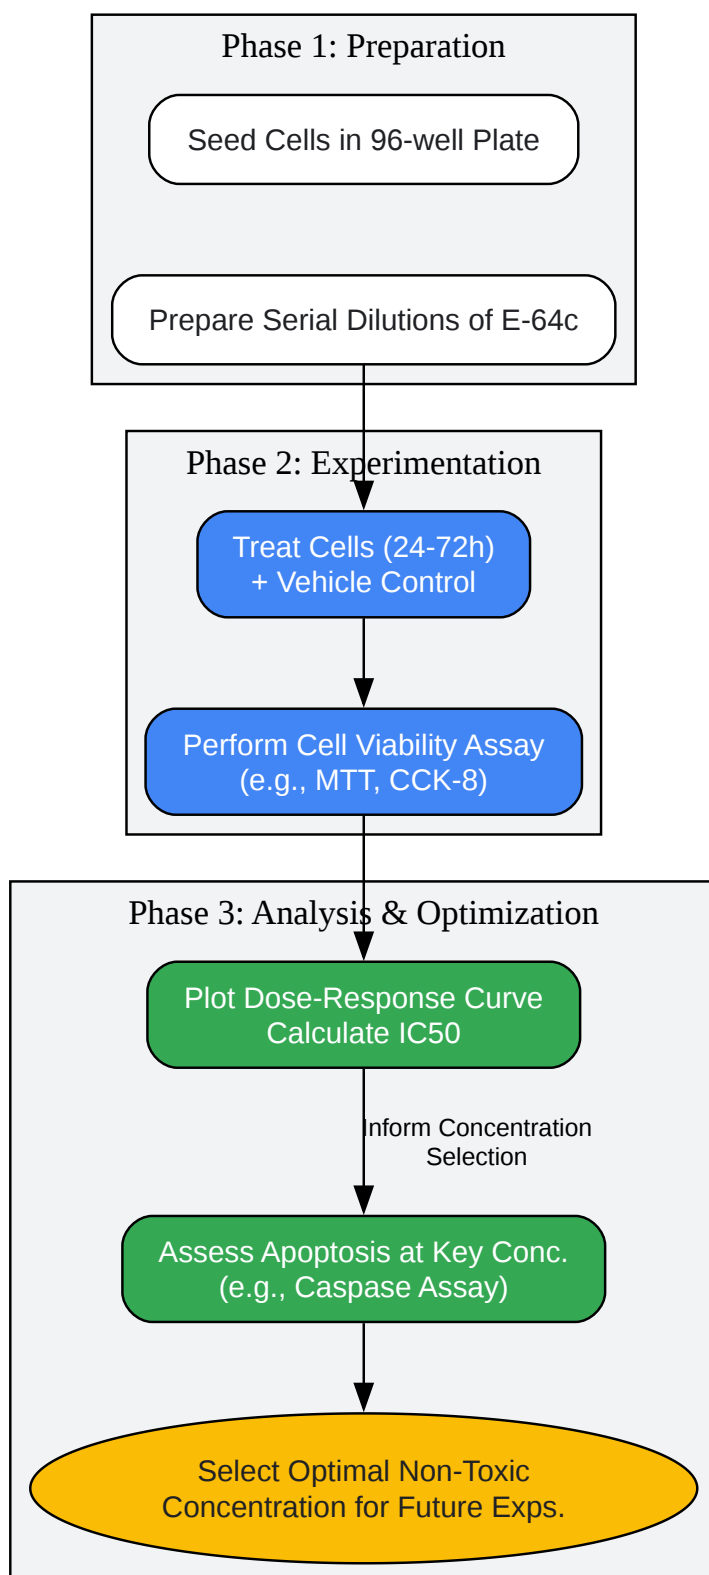 Phase 1: Preparation
Seed Cells in 96-well Plate
Prepare Serial Dilutions of E-64c
Phase 2: Experimentation
Treat Cells (24-72h)
+ Vehicle Control
Perform Cell Viability Assay
(e.g., MTT, CCK-8)
Phase 3: Analysis & Optimization
Plot Dose-Response Curve
Calculate IC50
Inform Concentration
Selection
Assess Apoptosis at Key Conc.
(e.g., Caspase Assay)
Select Optimal Non-Toxic
Concentration for Future Exps.